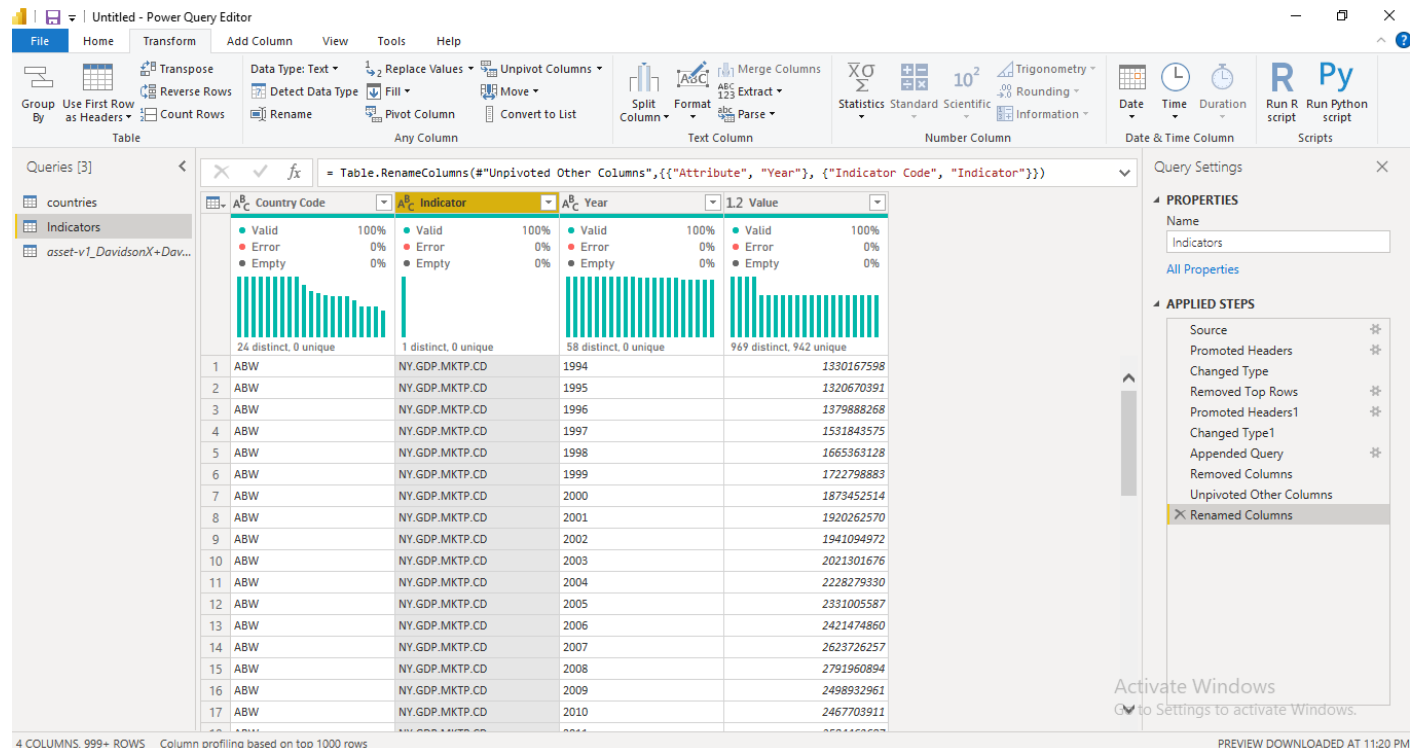 Untitled - Power Query Editor
File Home Transform Add Column View Tools Help
Group By
Use First Row as Headers
Transpose
Reverse Rows
Count Rows
Table
Data Type: Text
Detect Data Type
Rename
Replace Values
Fill
Pivot Column
Unpivot Columns
Move
Convert to List
Any Column
Split Column
Format
Merge Columns
Extract
Parse
Text Column
Statistics
Standard
Scientific
Trigonometry
Rounding
Information
Number Column
Date
Time
Duration
Date & Time Column
Run R script
Run Python script
Scripts
Queries [3]
countries
Indicators
asset-v1_DavidsonX+Dav...
fx = Table.RenameColumns(#"Unpivoted Other Columns",{{"Attribute", "Year"}, {"Indicator Code", "Indicator"}})
Country Code Indicator Year 1.2 Value
Valid 100% Valid 100% Valid 100% Valid 100%
Error 0% Error 0% Error 0% Error 0%
Empty 0% Empty 0% Empty 0% Empty 0%
24 distinct, 0 unique 1 distinct, 0 unique 58 distinct, 0 unique 969 distinct, 942 unique
1 ABW NY.GDP.MKTP.CD 1994 1330167598
2 ABW NY.GDP.MKTP.CD 1995 1320670391
3 ABW NY.GDP.MKTP.CD 1996 1379888268
4 ABW NY.GDP.MKTP.CD 1997 1531843575
5 ABW NY.GDP.MKTP.CD 1998 1665363128
6 ABW NY.GDP.MKTP.CD 1999 1722798883
7 ABW NY.GDP.MKTP.CD 2000 1873452514
8 ABW NY.GDP.MKTP.CD 2001 1920262570
9 ABW NY.GDP.MKTP.CD 2002 1941094972
10 ABW NY.GDP.MKTP.CD 2003 2021301676
11 ABW NY.GDP.MKTP.CD 2004 2228279330
12 ABW NY.GDP.MKTP.CD 2005 2331005587
13 ABW NY.GDP.MKTP.CD 2006 2421474860
14 ABW NY.GDP.MKTP.CD 2007 2623726257
15 ABW NY.GDP.MKTP.CD 2008 2791960894
16 ABW NY.GDP.MKTP.CD 2009 2498932961
17 ABW NY.GDP.MKTP.CD 2010 2467703911
Query Settings
PROPERTIES
Name
Indicators
All Properties
APPLIED STEPS
Source
Promoted Headers
Changed Type
Removed Top Rows
Promoted Headers1
Changed Type1
Appended Query
Removed Columns
Unpivoted Other Columns
Renamed Columns
Activate Windows
Go to Settings to activate Windows.
4 COLUMNS, 999+ ROWS Column profiling based on top 1000 rows
PREVIEW DOWNLOADED AT 11:20 PM